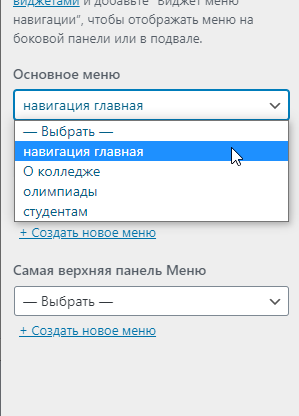 виджетами и добавьте "Виджет меню
навигации", чтобы отображать меню на
боковой панели или в подвале.
Основное меню
навигация главная
— Выбрать —
навигация главная
О колледже
олимпиады
студентам
+ Создать новое меню
Самая верхняя панель Меню
— Выбрать —
+ Создать новое меню